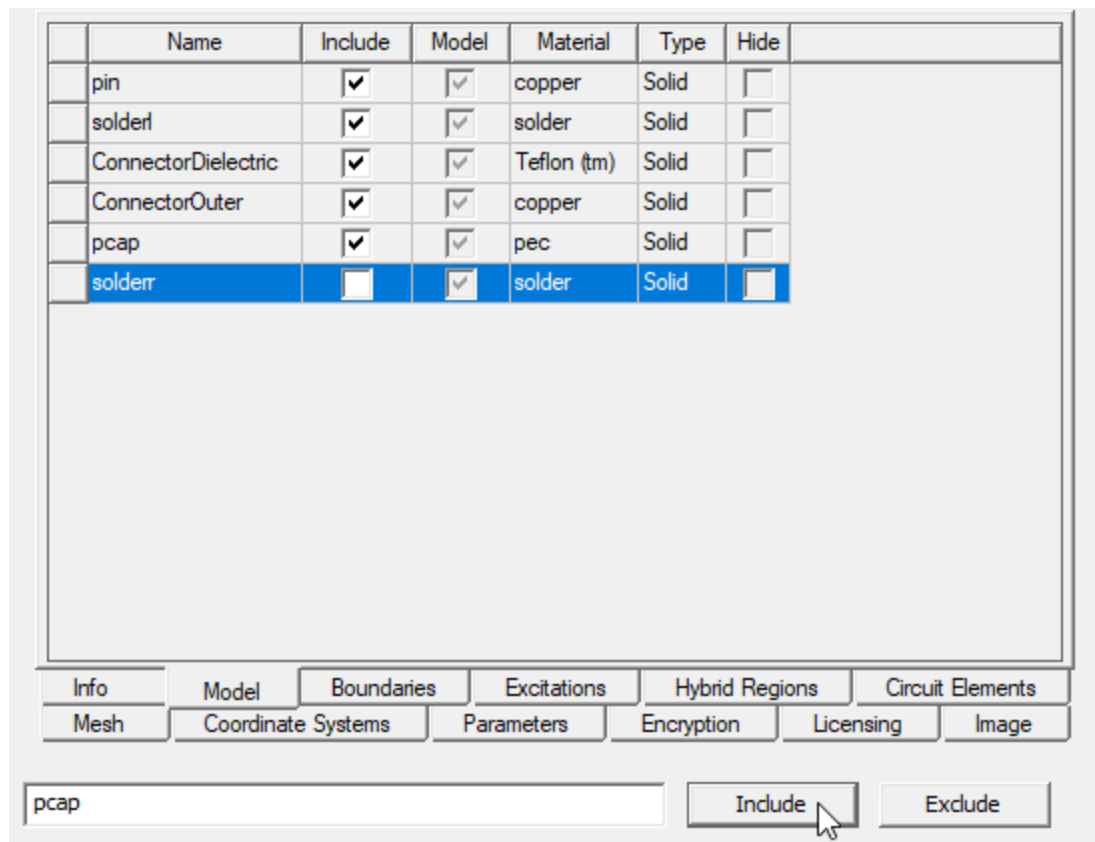 Name Include Model Material Type Hide
pin copper Solid
solderl solder Solid
ConnectorDielectric Teflon (tm) Solid
ConnectorOuter copper Solid
pcap pec Solid
solderr solder Solid
Info Model Boundaries Excitations Hybrid Regions Circuit Elements
Mesh Coordinate Systems Parameters Encryption Licensing Image
pcap Include Exclude